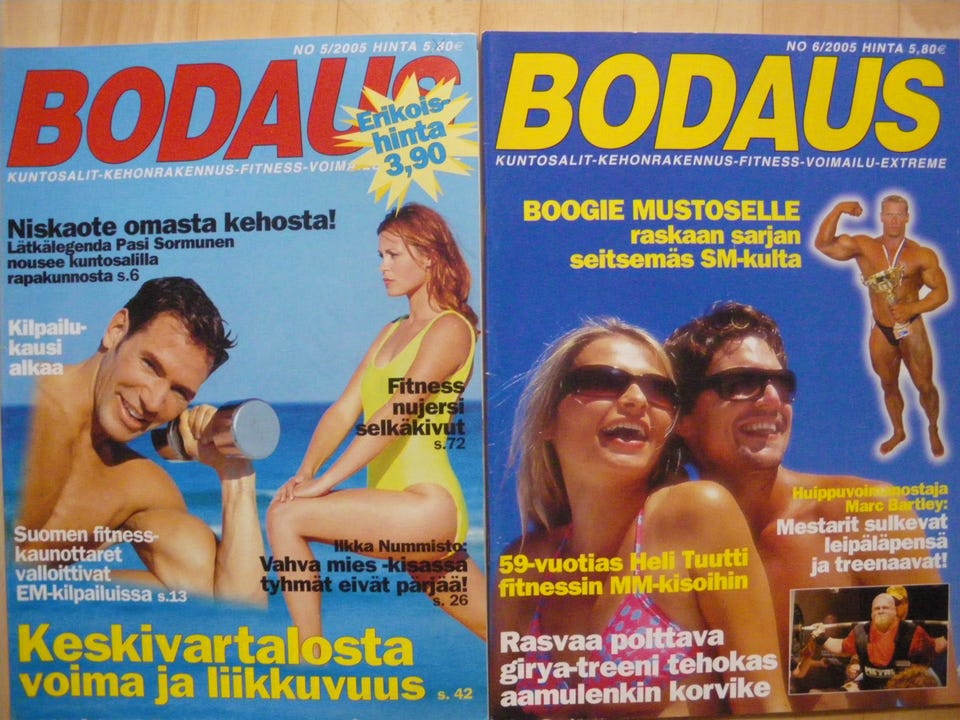 NO 5/2005 HINTA 5,80€
BODAUS
Erikois-
hinta
3,90
KUNTOSALIT-KEHONRAKENNUS-FITNESS-VOIMA
Niskaote omasta kehosta!
Lätkälegenda Pasi Sormunen
nousee kuntosalilla
rapakunnosta s.6
Kilpailu-
kausi
alkaa
Fitness
nujersi
selkäkivut
s.72
Suomen fitness-
kaunottaret
valloittivat
EM-kilpailuissa s.13
Ilkka Nummisto:
Vahva mies -kisassa
tyhmät eivät pärjää!
s. 26
Keskivartalosta
voima ja liikkuvuus s. 42
NO 6/2005 HINTA 5,80€
BODAUS
KUNTOSALIT-KEHONRAKENNUS-FITNESS-VOIMAILU-EXTREME
BOOGIE MUSTOSELLE
raskaan sarjan
seitsemäs SM-kulta
Huippuvoimanostaja
Marc Bartley:
Mestarit sulkevat
leipäläpensä
ja treenaavat!
59-vuotias Heli Tuutti
fitnessin MM-kisoihin
Rasvaa polttava
girya-treeni tehokas
aamulenkin korvike